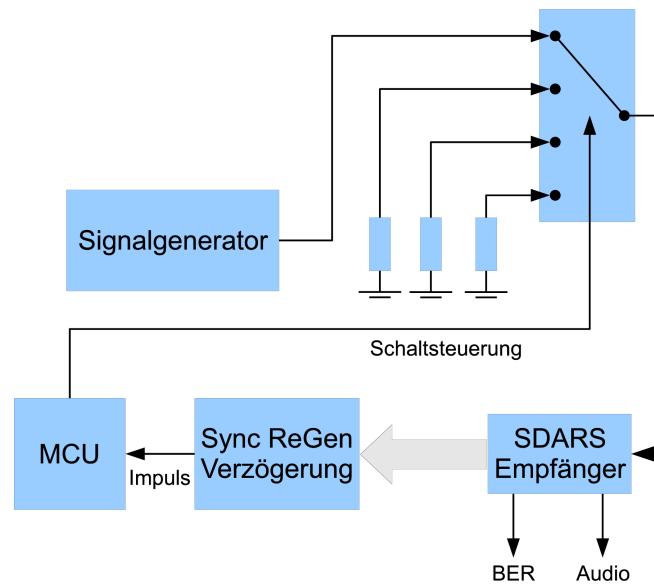 Signalgenerator
Schaltsteuerung
MCU
Impuls
Sync ReGen
Verzögerung
SDARS
Empfänger
BER
Audio